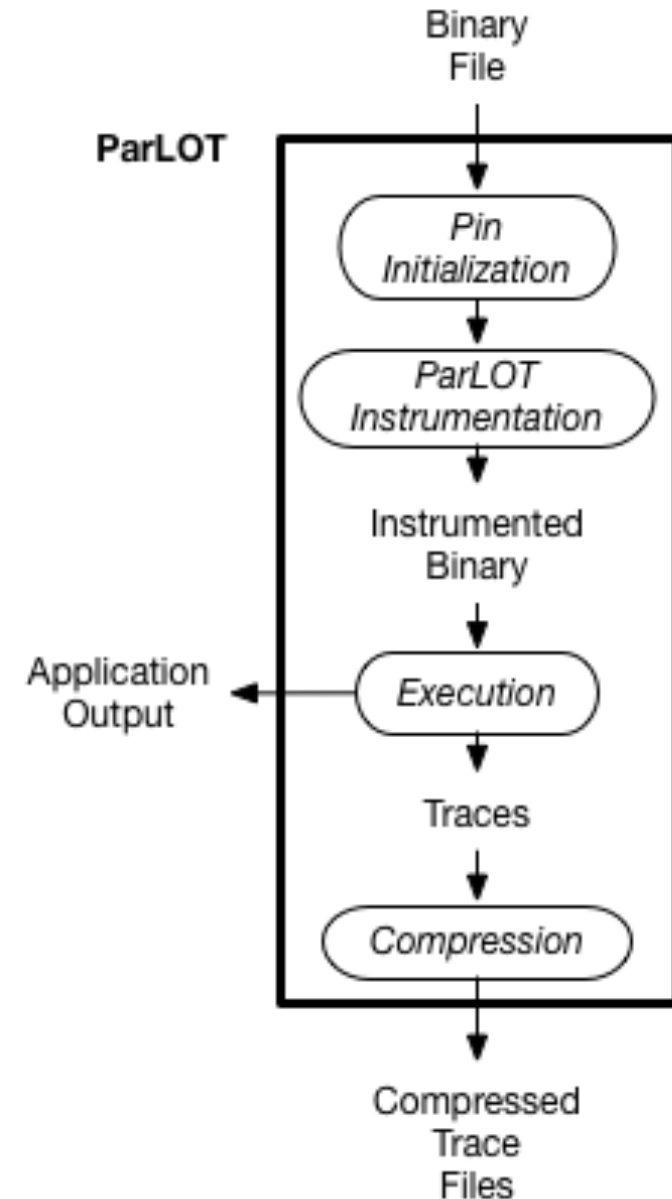 Binary
File
ParLOT
Pin
Initialization
ParLOT
Instrumentation
Instrumented
Binary
Application
Output
Execution
Traces
Compression
Compressed
Trace
Files